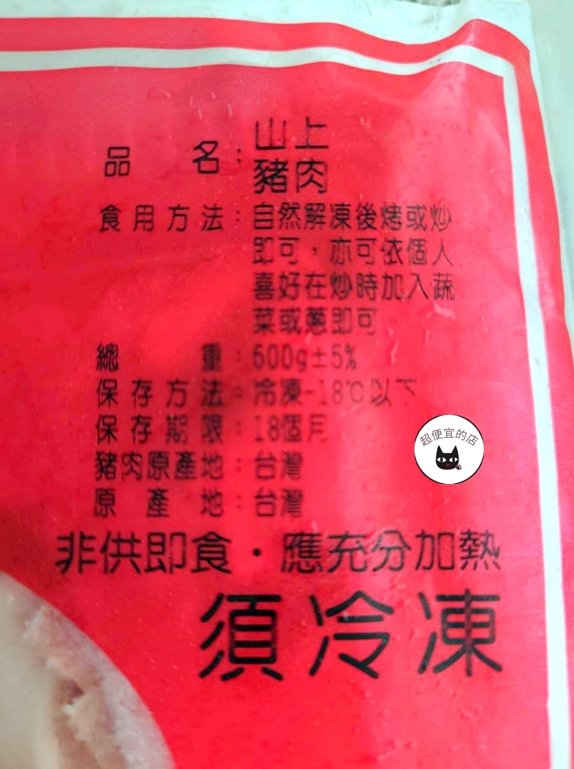 品名：山上
豬肉
食用方法：自然解凍後烤或炒
即可，亦可依個人
喜好在炒時加入蔬
菜或蔥即可
總重：600g±5%
保存方法：冷凍-18℃以下
保存期限：18個月
豬肉原產地：台灣
原產地：台灣
非供即食・應充分加熱
須冷凍
超便宜的店